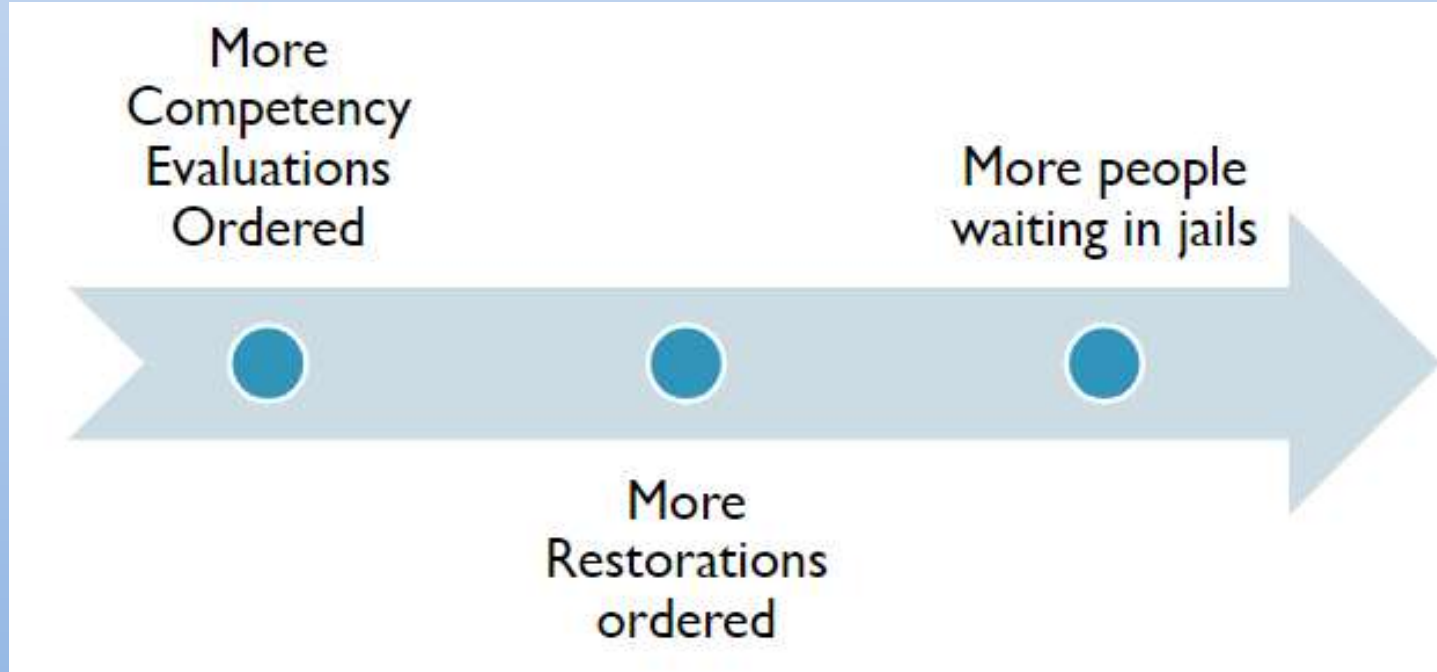 More
Competency
Evaluations
Ordered
More
Restorations
ordered
More people
waiting in jails